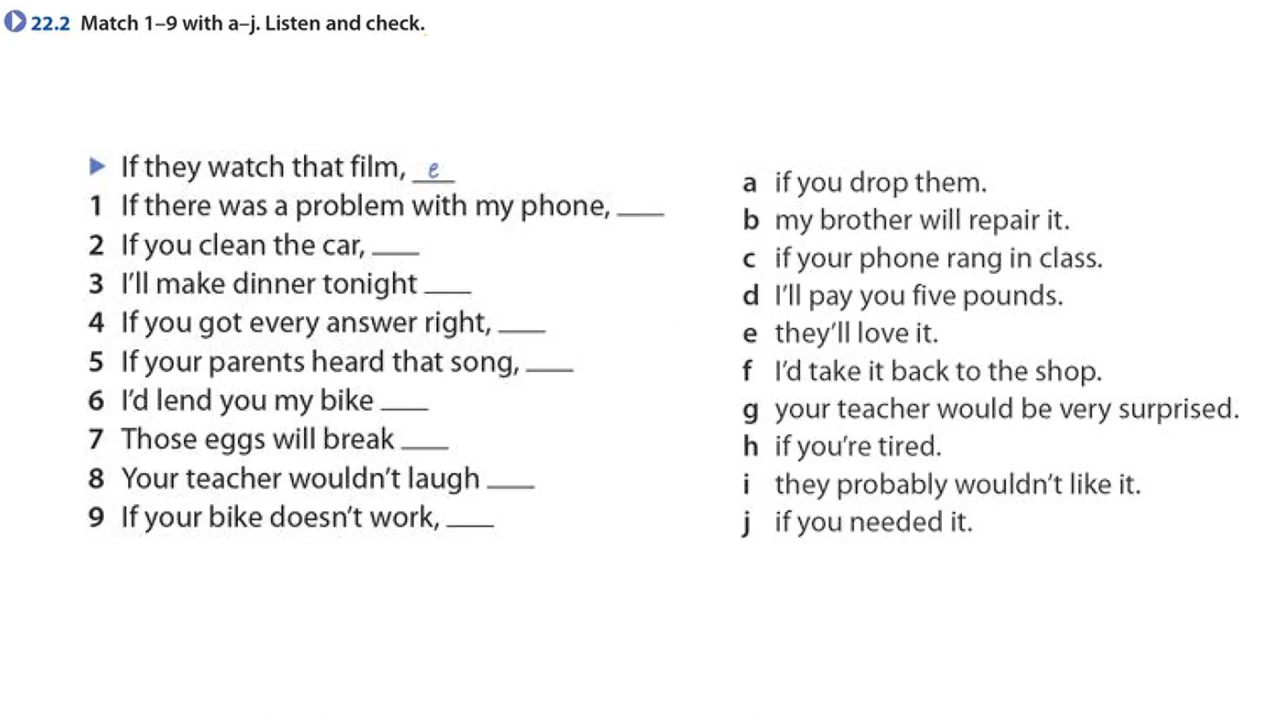 22.2 Match 1–9 with a–j. Listen and check.
▶ If they watch that film, e
1 If there was a problem with my phone, ____
2 If you clean the car, ____
3 I'll make dinner tonight ____
4 If you got every answer right, ____
5 If your parents heard that song, ____
6 I'd lend you my bike ____
7 Those eggs will break ____
8 Your teacher wouldn't laugh ____
9 If your bike doesn't work, ____
a if you drop them.
b my brother will repair it.
c if your phone rang in class.
d I'll pay you five pounds.
e they'll love it.
f I'd take it back to the shop.
g your teacher would be very surprised.
h if you're tired.
i they probably wouldn't like it.
j if you needed it.